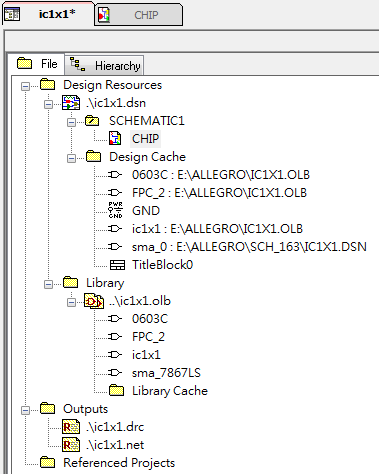 ic1x1*
CHIP
File
Hierarchy
Design Resources
.\ic1x1.dsn
SCHEMATIC1
CHIP
Design Cache
0603C : E:\ALLEGRO\IC1X1.OLB
FPC_2 : E:\ALLEGRO\IC1X1.OLB
PWR
GND
GND
ic1x1 : E:\ALLEGRO\IC1X1.OLB
sma_0 : E:\ALLEGRO\SCH_163\IC1X1.DSN
TitleBlock0
Library
..\ic1x1.olb
0603C
FPC_2
ic1x1
sma_7867LS
Library Cache
Outputs
R .\ic1x1.drc
R .\ic1x1.net
Referenced Projects